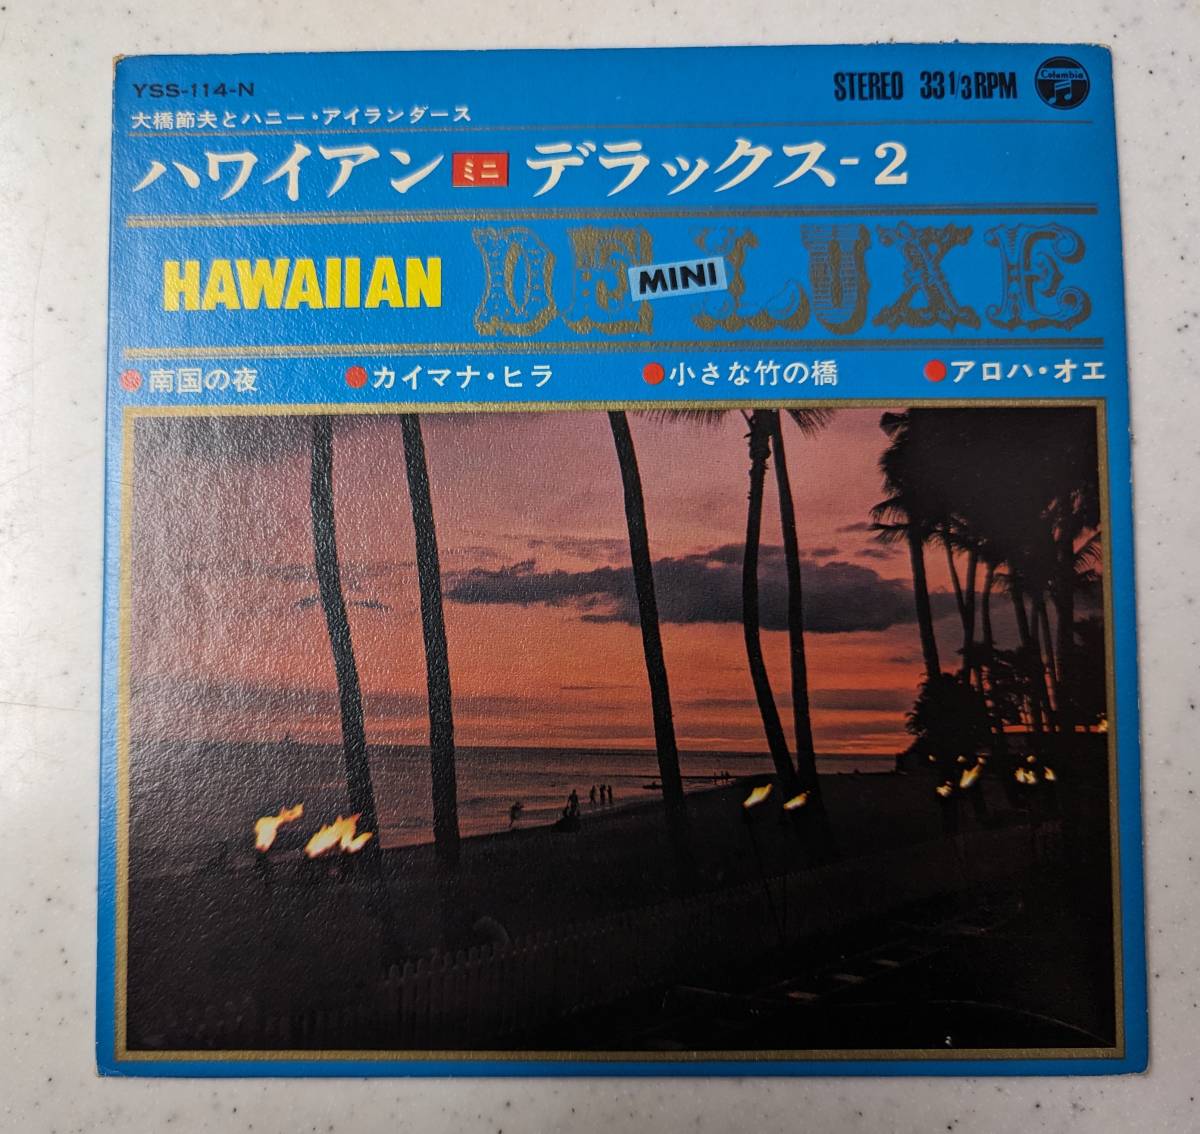 YSS-114-N
STEREO 33 1/3 RPM
Columbia
大橋節夫とハニー・アイランダース
ハワイアンミニデラックス-2
HAWAIIAN DE MINI LUXE
●南国の夜 ●カイマナ・ヒラ ●小さな竹の橋 ●アロハ・オエ